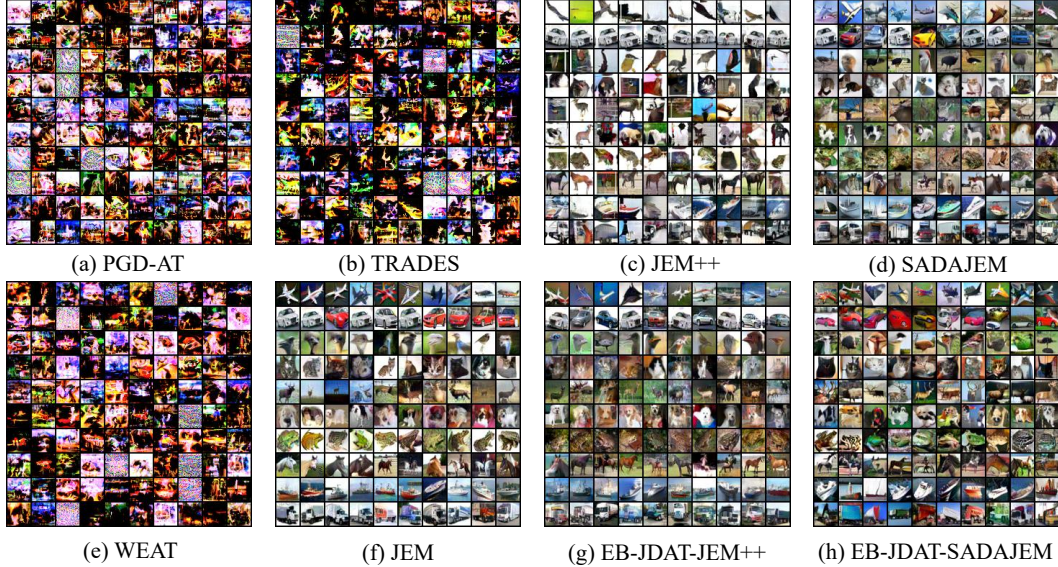 (a) PGD-AT
(b) TRADES
(c) JEM++
(d) SADAJEM
(e) WEAT
(f) JEM
(g) EB-JDAT-JEM++
(h) EB-JDAT-SADAJEM